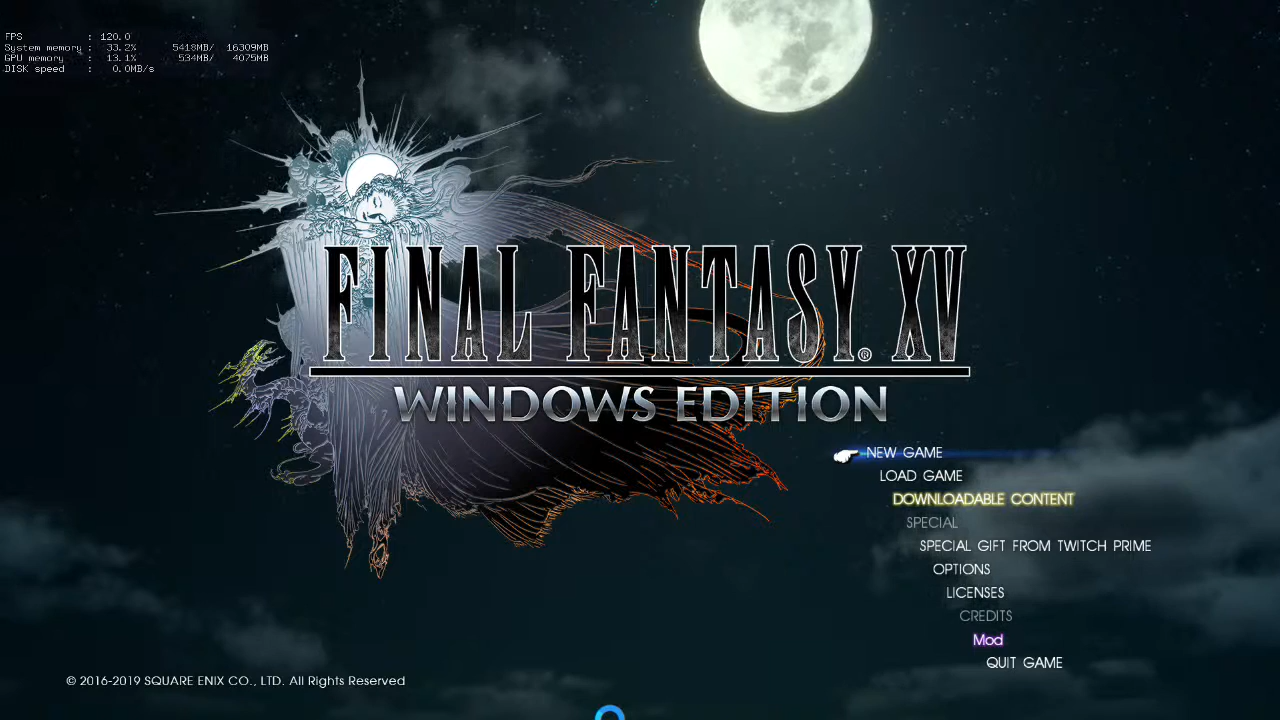 FPS : 120.0
System memory : 33.2% 5418MB/ 16309MB
GPU memory : 13.1% 534MB/ 4075MB
DISK speed : 0.0MB/s
FINAL FANTASY® XV
WINDOWS EDITION
NEW GAME
LOAD GAME
DOWNLOADABLE CONTENT
SPECIAL
SPECIAL GIFT FROM TWITCH PRIME
OPTIONS
LICENSES
CREDITS
Mod
QUIT GAME
© 2016-2019 SQUARE ENIX CO., LTD. All Rights Reserved